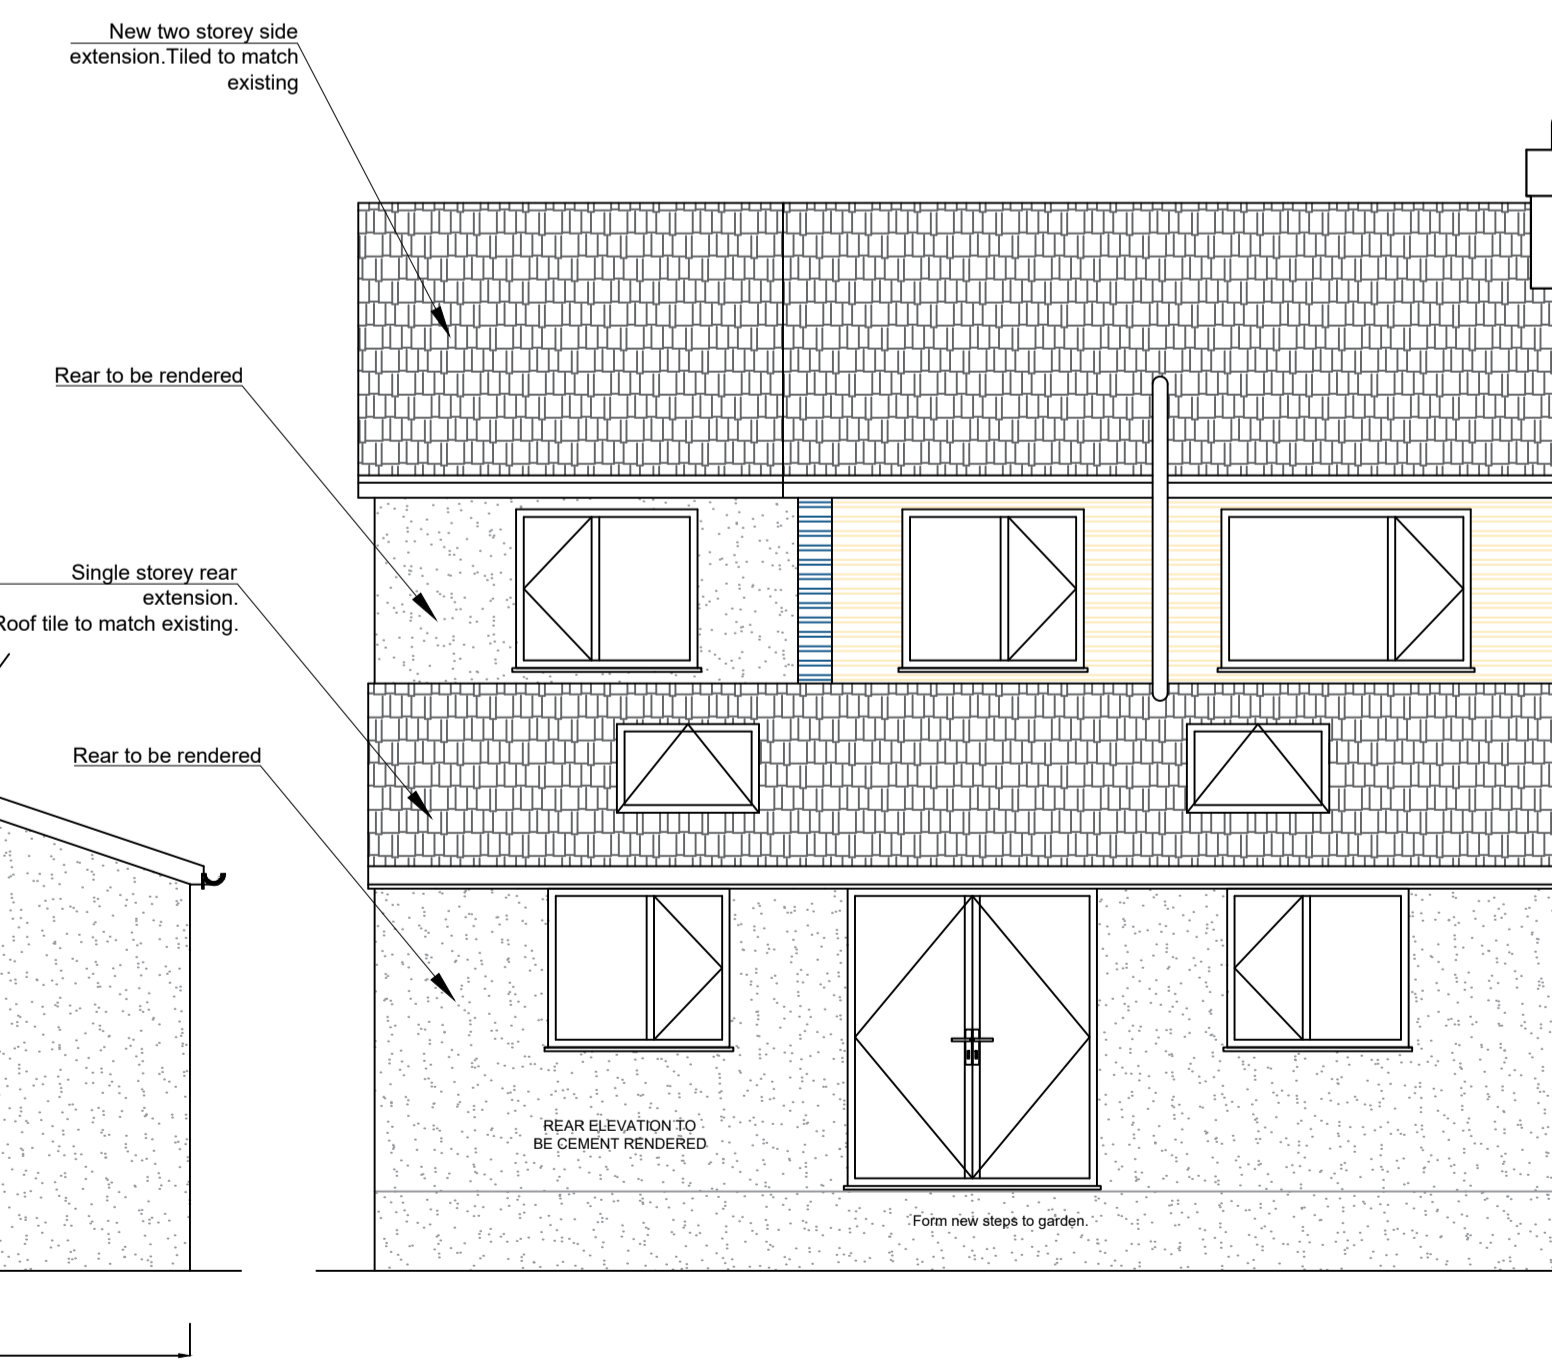 New two storey side
extension.Tiled to match
existing
Rear to be rendered
Single storey rear
extension.
Roof tile to match existing.
Rear to be rendered
REAR ELEVATION TO
BE CEMENT RENDERED
Form new steps to garden.